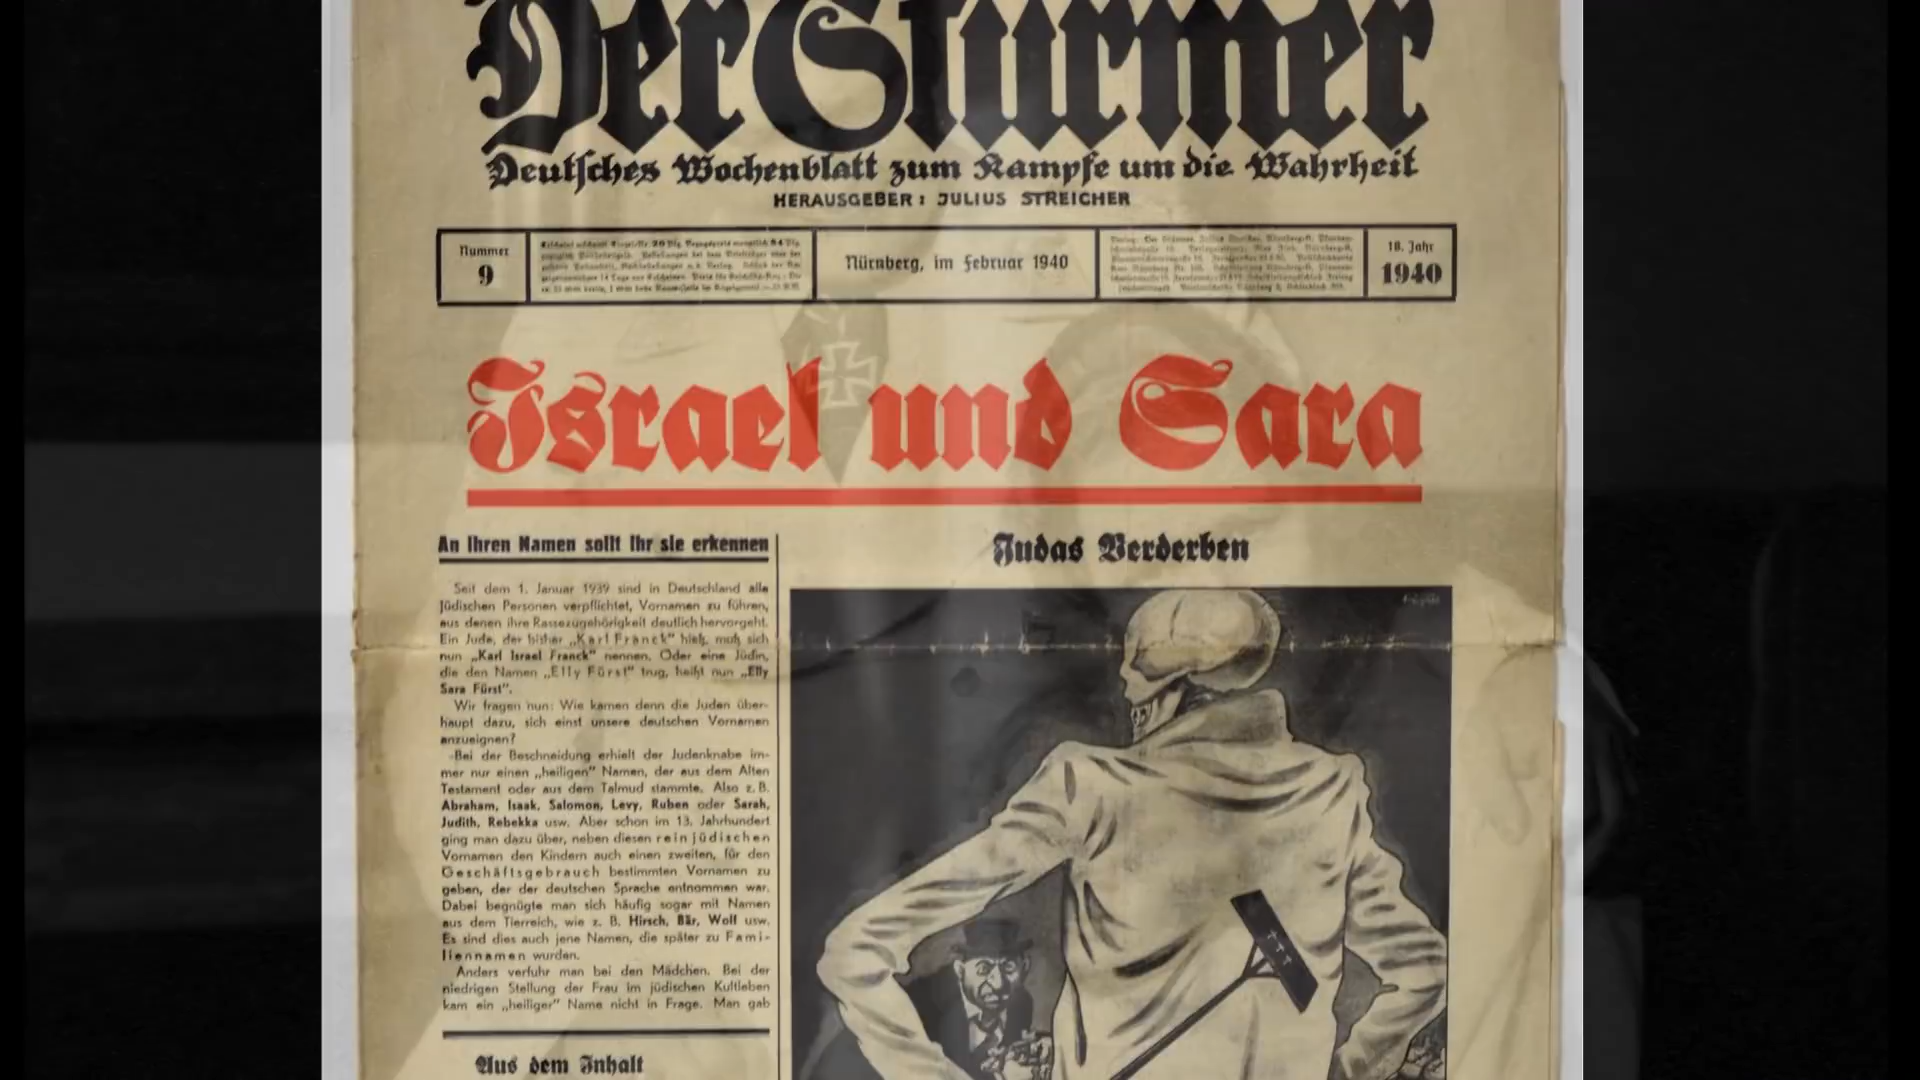 Der Stürmer
Deutsches Wochenblatt zum Kampfe um die Wahrheit
HERAUSGEBER: JULIUS STREICHER
Nummer
9
Nürnberg, im Februar 1940
18. Jahr
1940
Israel und Sara
An ihren Namen sollt ihr sie erkennen
Seit dem 1. Januar 1939 sind in Deutschland alle
jüdischen Personen verpflichtet, Vornamen zu führen,
aus denen ihre Rassezugehörigkeit deutlich hervorgeht.
Ein Jude, der bisher „Karl Franck" hieß, muß sich
nun „Karl Israel Franck" nennen. Oder eine Jüdin,
die den Namen „Elly Fürst" trug, heißt nun „Elly
Sara Fürst".
Wir fragen nun: Wie kamen denn die Juden über-
haupt dazu, sich einst unsere deutschen Vornamen
anzueignen?
Bei der Beschneidung erhielt der Judenknabe im-
mer nur einen „heiligen" Namen, der aus dem Alten
Testament oder aus dem Talmud stammte. Also z. B.
Abraham, Isaak, Salomon, Levy, Ruben oder Sarah,
Judith, Rebekka usw. Aber schon im 13. Jahrhundert
ging man dazu über, neben diesen rein jüdischen
Vornamen den Kindern auch einen zweiten, für den
Geschäftsgebrauch bestimmten Vornamen zu
geben, der der deutschen Sprache entnommen war.
Dabei begnügte man sich häufig sogar mit Namen
aus dem Tierreich, wie z. B. Hirsch, Bär, Wolf usw.
Es sind dies auch jene Namen, die später zu Fami-
liennamen wurden.
Anders verfuhr man bei den Mädchen. Bei der
niedrigen Stellung der Frau im jüdischen Kultleben
kam ein „heiliger" Name nicht in Frage. Man gab
Aus dem Inhalt
Judas Verderben